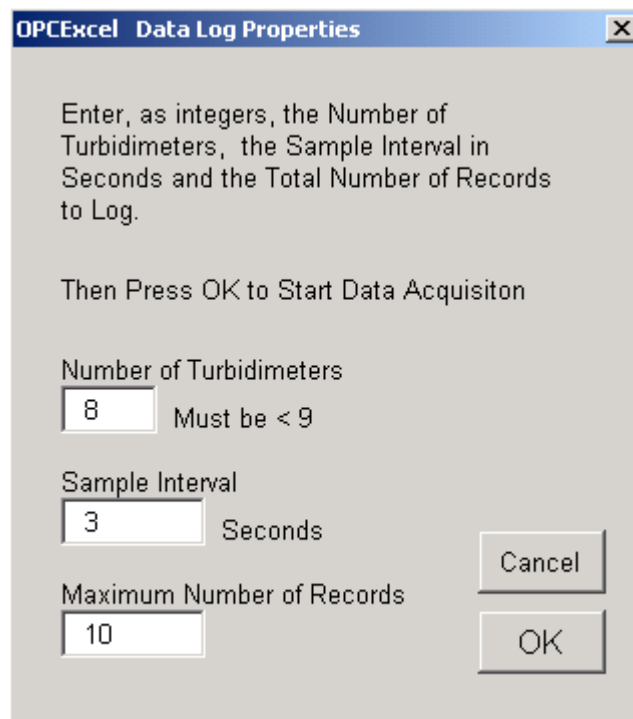 OPCExcel Data Log Properties
Enter, as integers, the Number of
Turbidimeters, the Sample Interval in
Seconds and the Total Number of Records
to Log.
Then Press OK to Start Data Acquisiton
Number of Turbidimeters
8 Must be < 9
Sample Interval
3 Seconds
Cancel
Maximum Number of Records
10
OK